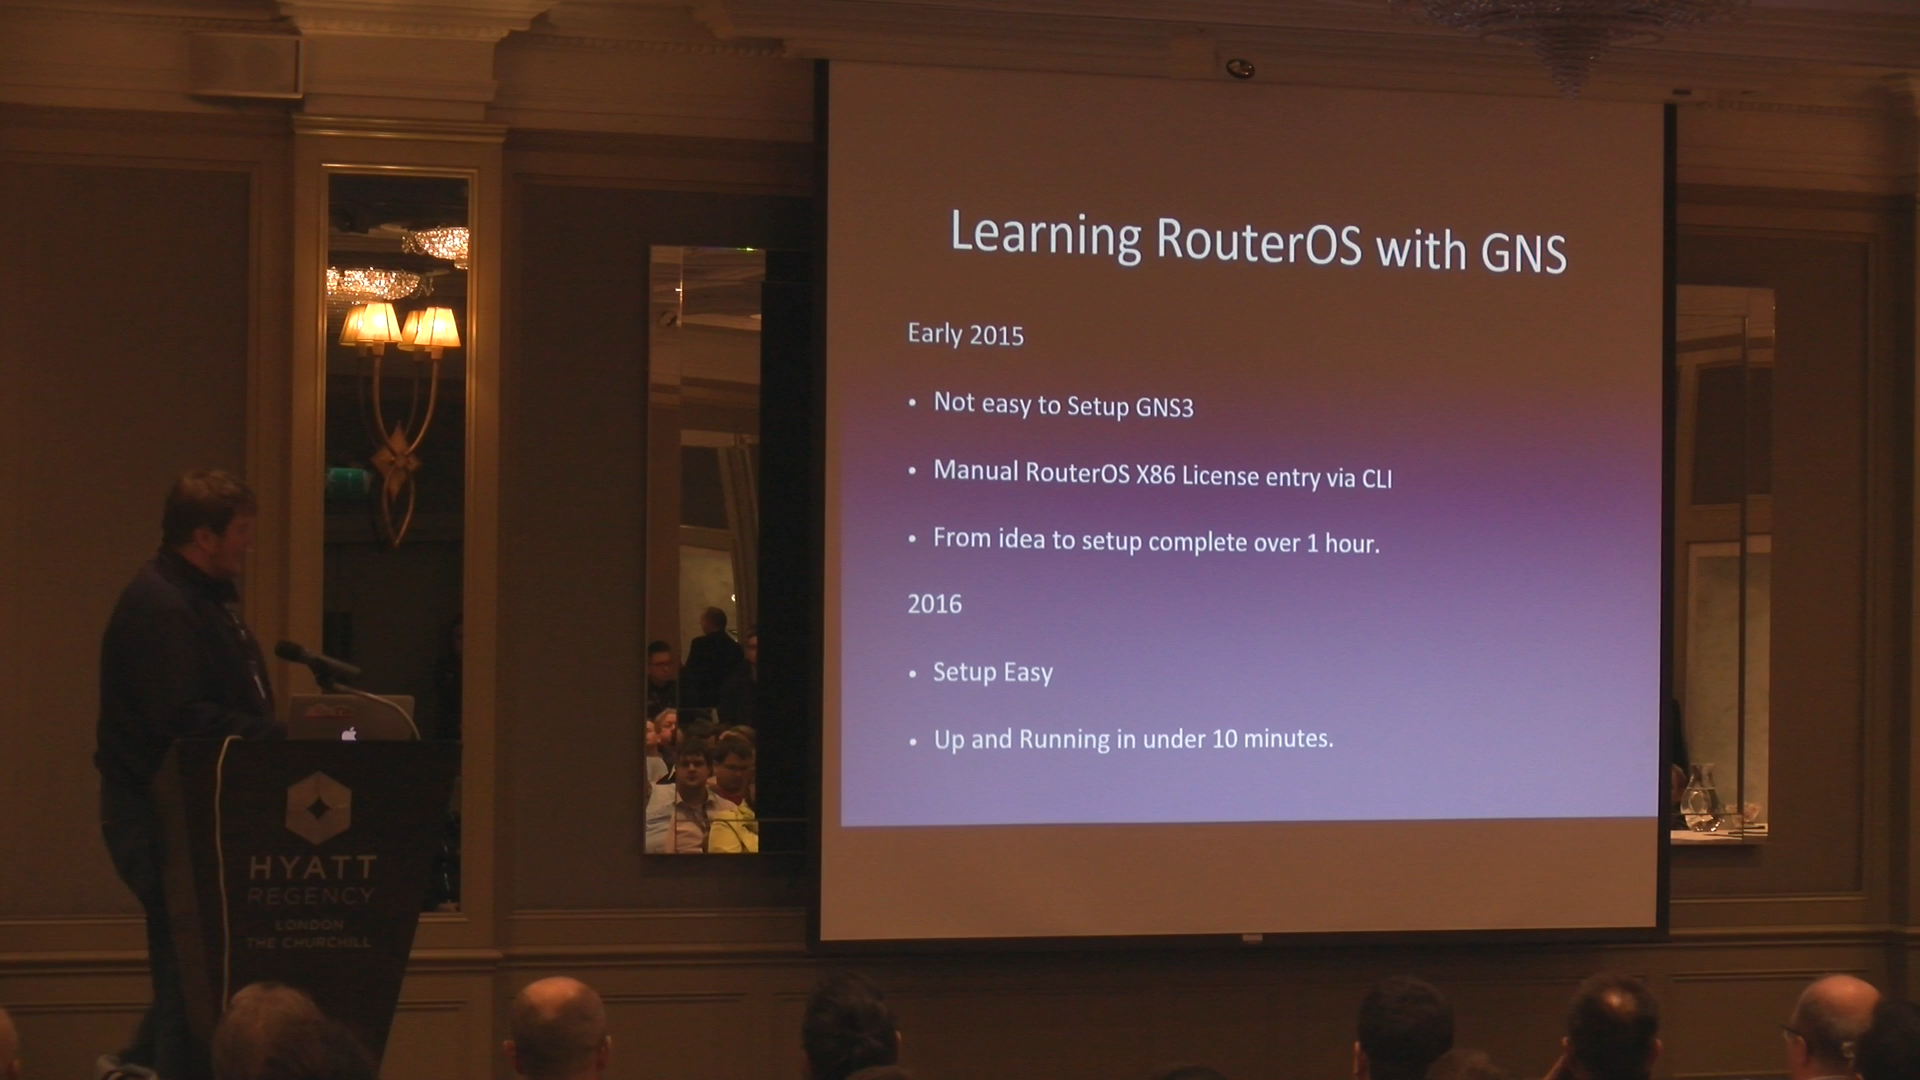 Learning RouterOS with GNS
Early 2015
• Not easy to Setup GNS3
• Manual RouterOS X86 License entry via CLI
• From idea to setup complete over 1 hour.
2016
• Setup Easy
• Up and Running in under 10 minutes.
HYATT
REGENCY
LONDON
THE CHURCHILL